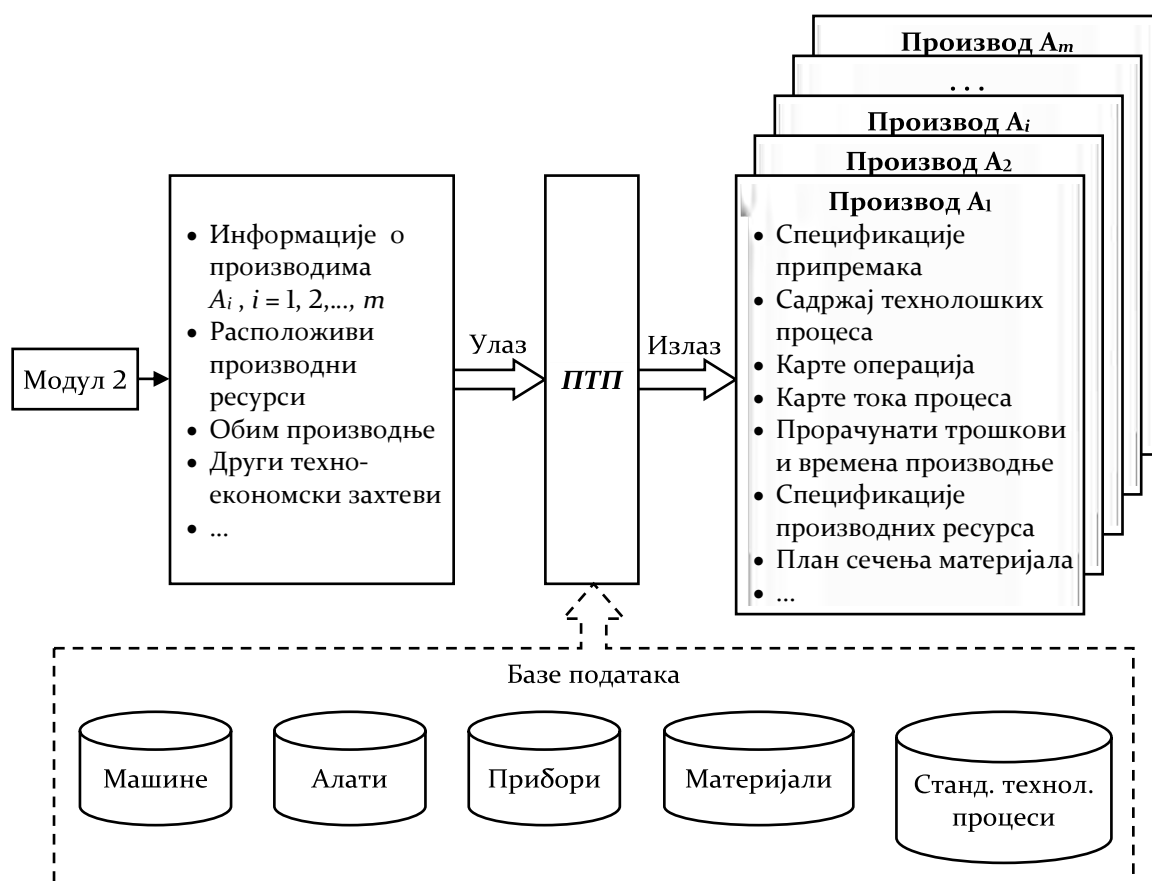 Производ Am
. . .
Производ Ai
Производ A2
Производ A1
• Информације о
производима
Ai , i = 1, 2,..., m
• Расположиви
производни
ресурси
• Обим производње
• Други техно-
економски захтеви
• ...
Модул 2
Улаз
ПТП
Излаз
• Спецификације
припремака
• Садржај технолошких
процеса
• Карте операција
• Карте тока процеса
• Прорачунати трошкови
и времена производње
• Спецификације
производних ресурса
• План сечења материјала
• ...
Базе података
Машине
Алати
Прибори
Материјали
Станд. технол.
процеси